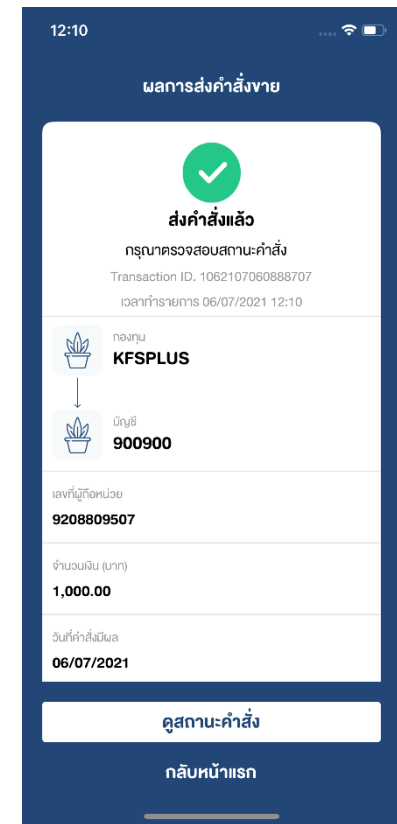 12:10
ผลการส่งคำสั่งขาย
ส่งคำสั่งแล้ว
กรุณาตรวจสอบสถานะคำสั่ง
Transaction ID. 1062107060888707
เวลาทำรายการ 06/07/2021 12:10
กองทุน
KFSPLUS
บัญชี
900900
เลขที่ผู้ถือหน่วย
9208809507
จำนวนเงิน (บาท)
1,000.00
วันที่คำสั่งมีผล
06/07/2021
ดูสถานะคำสั่ง
กลับหน้าแรก